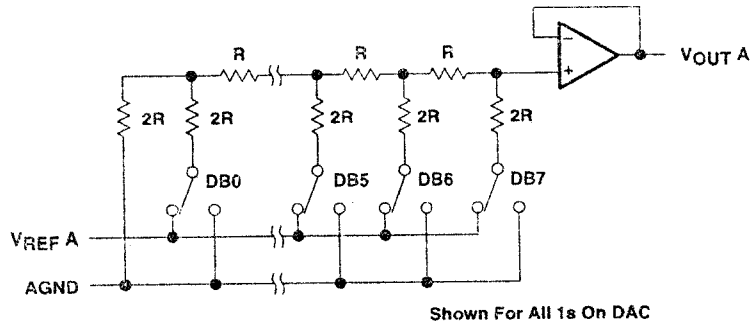 R R R
VOUT A
2R 2R 2R 2R 2R
DB0 DB5 DB6 DB7
VREF A
AGND
Shown For All 1s On DAC